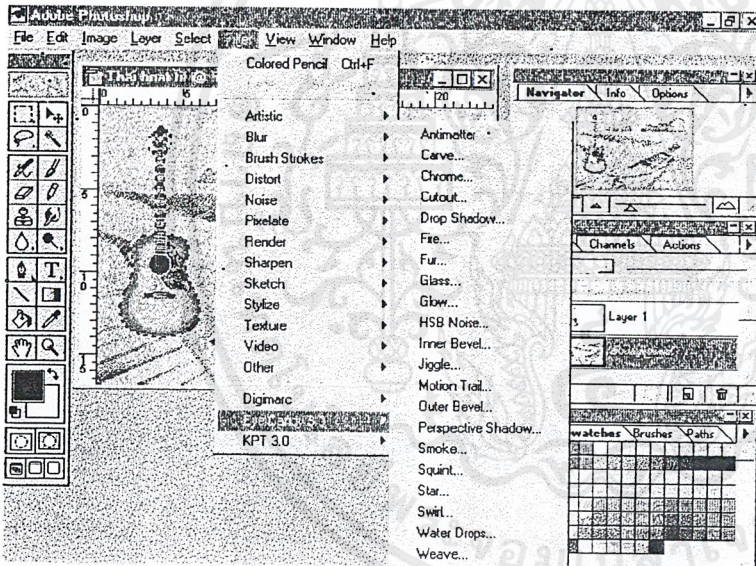 Adobe Photoshop
File Edit Image Layer Select View Window Help
Colored Pencil Ctrl+F
Artistic
Blur
Brush Strokes
Distort
Noise
Pixelate
Render
Sharpen
Sketch
Stylize
Texture
Video
Other
Digimarc
KPT 3.0
Antimatter
Carve...
Chrome...
Cutout...
Drop Shadow...
Fire...
Fur...
Glass...
Glow...
HSB Noise...
Inner Bevel...
Jiggle...
Motion Trail...
Outer Bevel...
Perspective Shadow...
Smoke...
Squint...
Star...
Swirl...
Water Drops...
Weave...
Navigator Info Options
Channels Actions
Layer 1
watches Brushes Paths